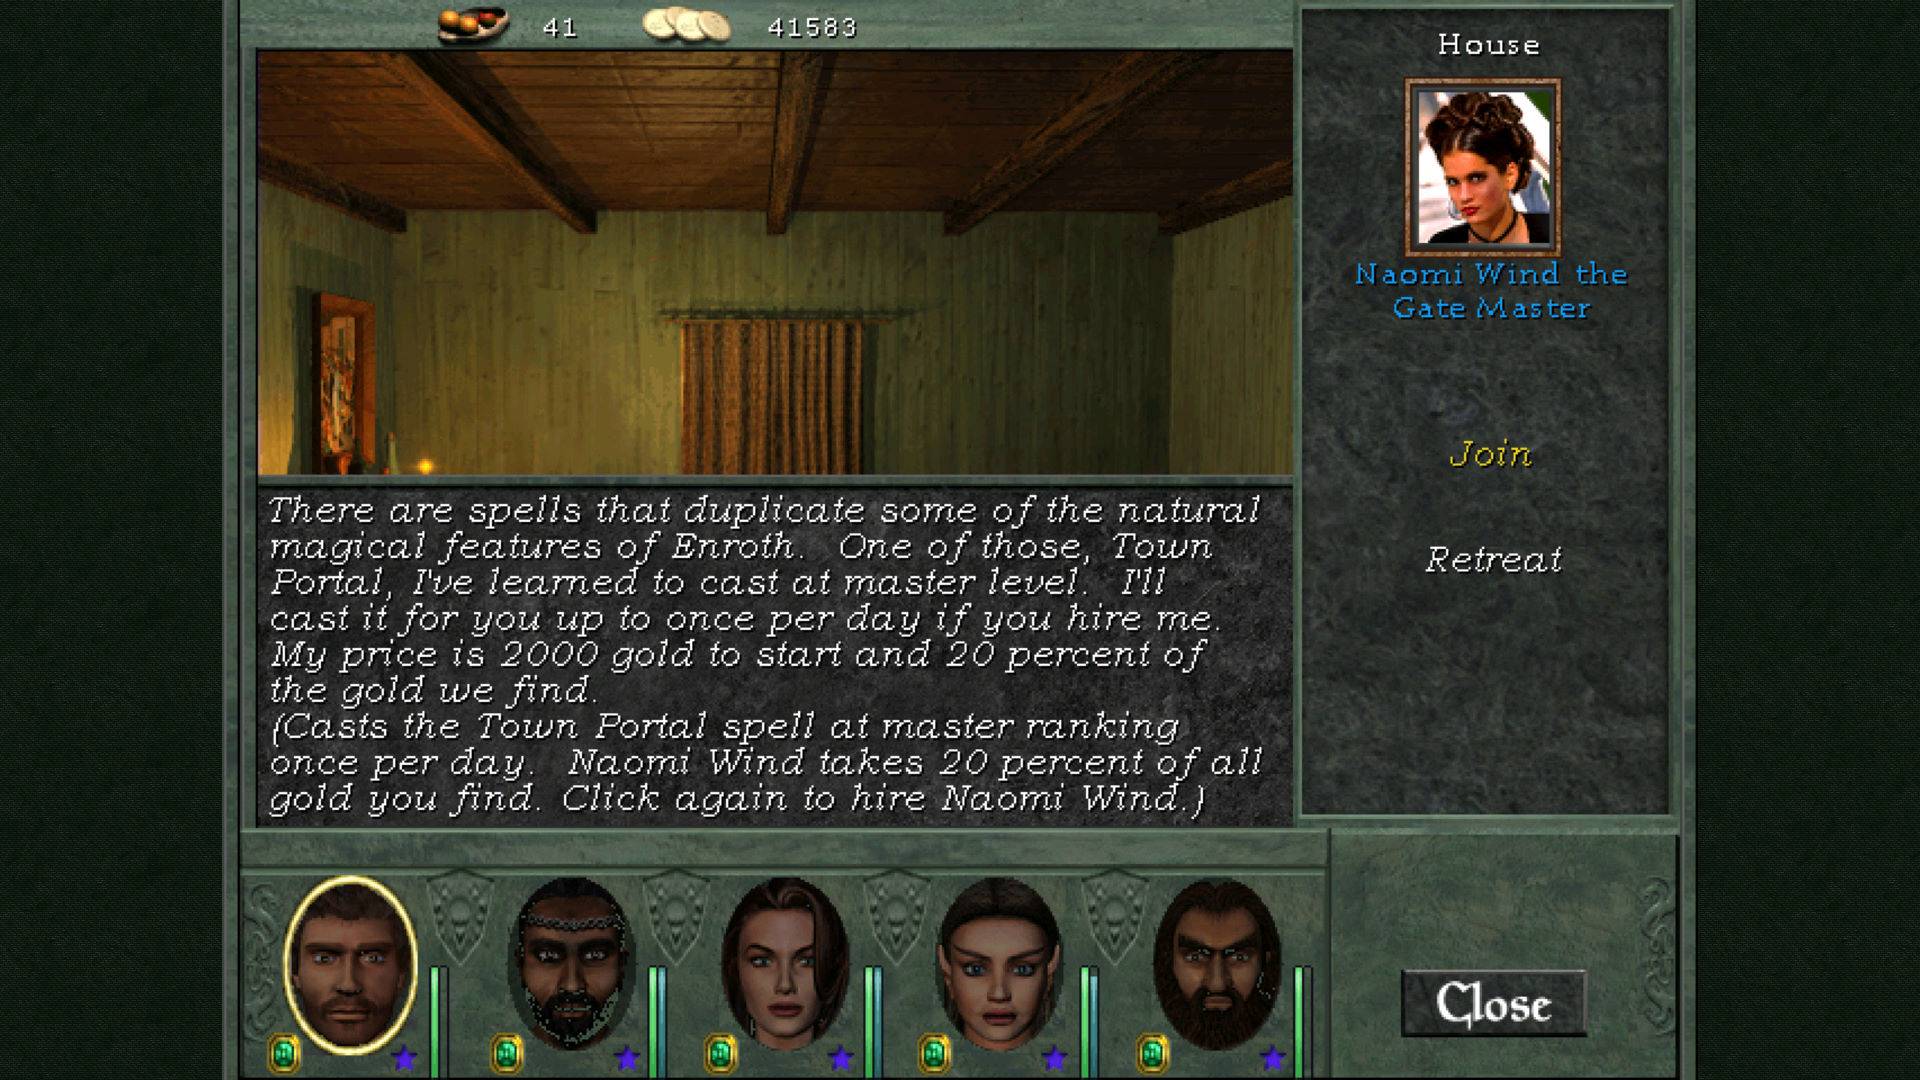 41 41583
House
Naomi Wind the
Gate Master
Join
Retreat
There are spells that duplicate some of the natural
magical features of Enroth.  One of those, Town
Portal, I've learned to cast at master level.  I'll
cast it for you up to once per day if you hire me.
My price is 2000 gold to start and 20 percent of
the gold we find.
(Casts the Town Portal spell at master ranking
once per day.  Naomi Wind takes 20 percent of all
gold you find. Click again to hire Naomi Wind.)
Close